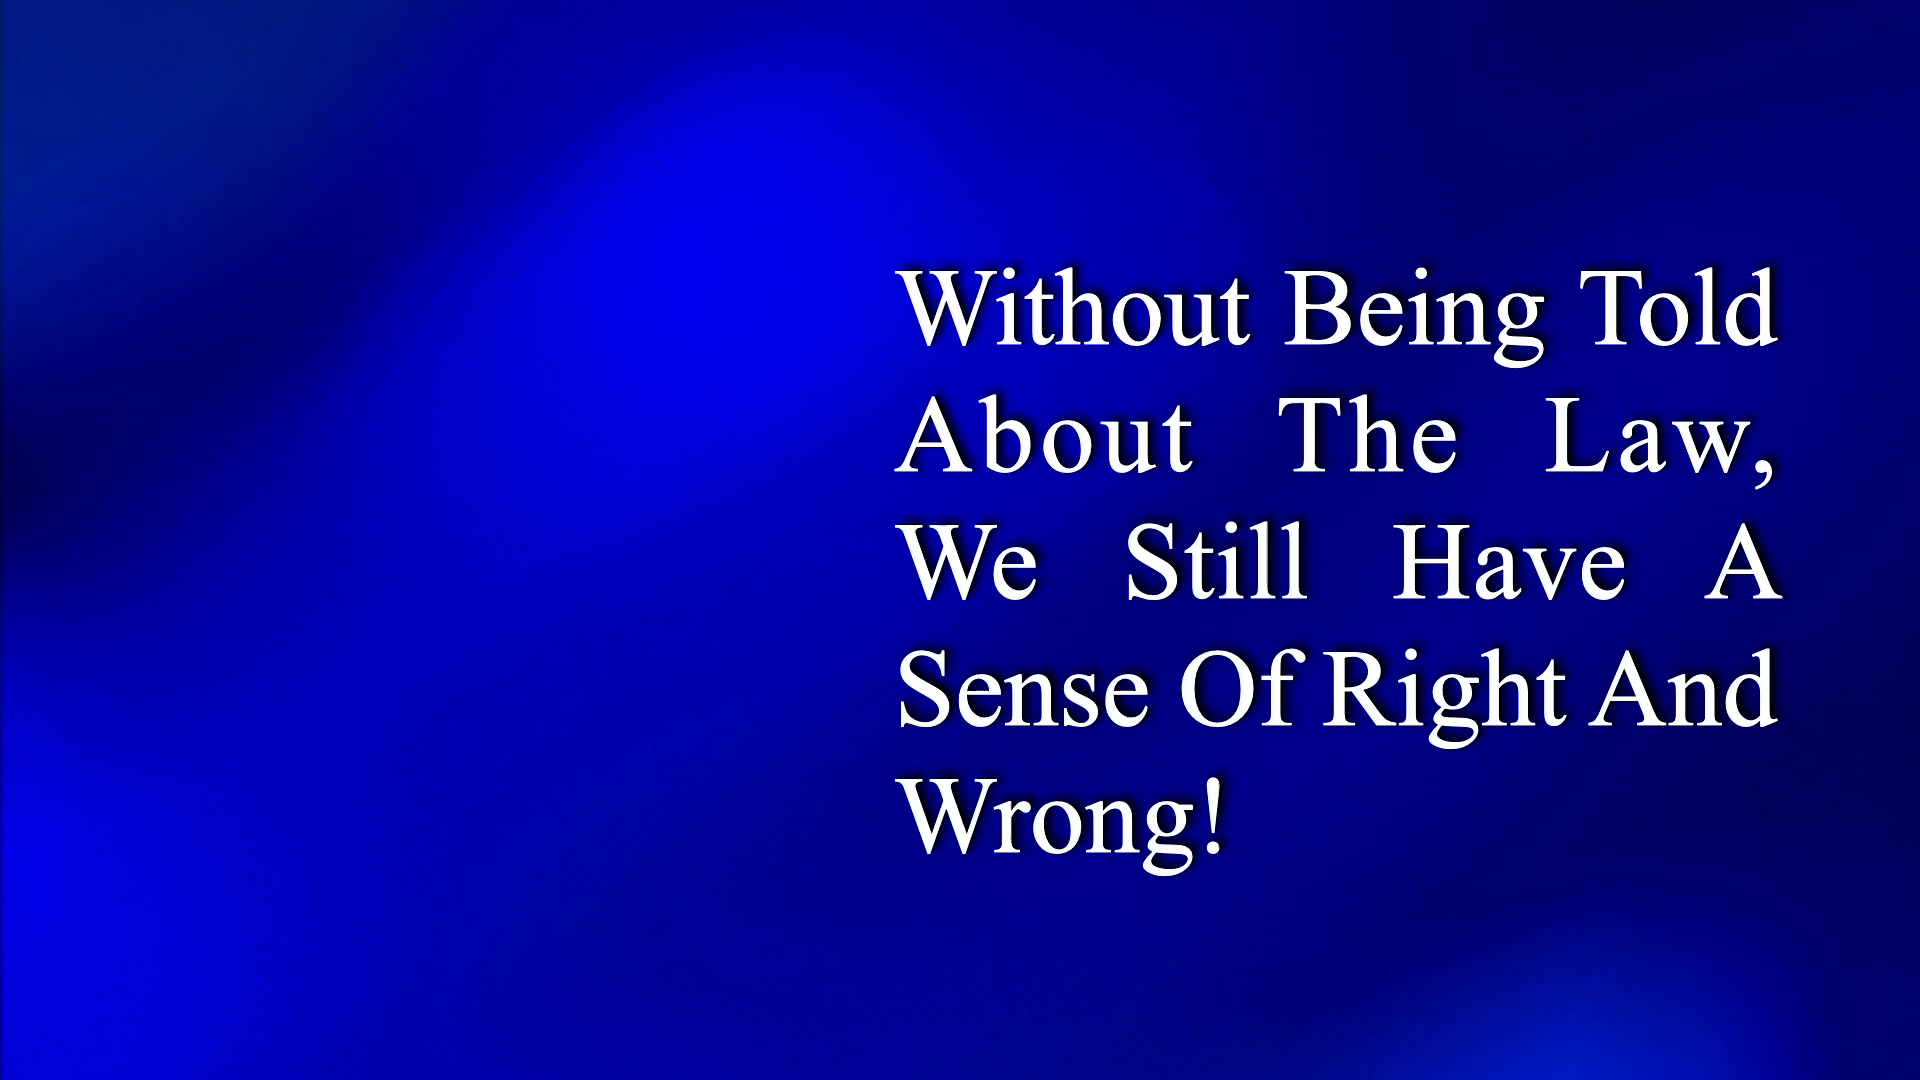 Without Being Told
About The Law,
We Still Have A
Sense Of Right And
Wrong!